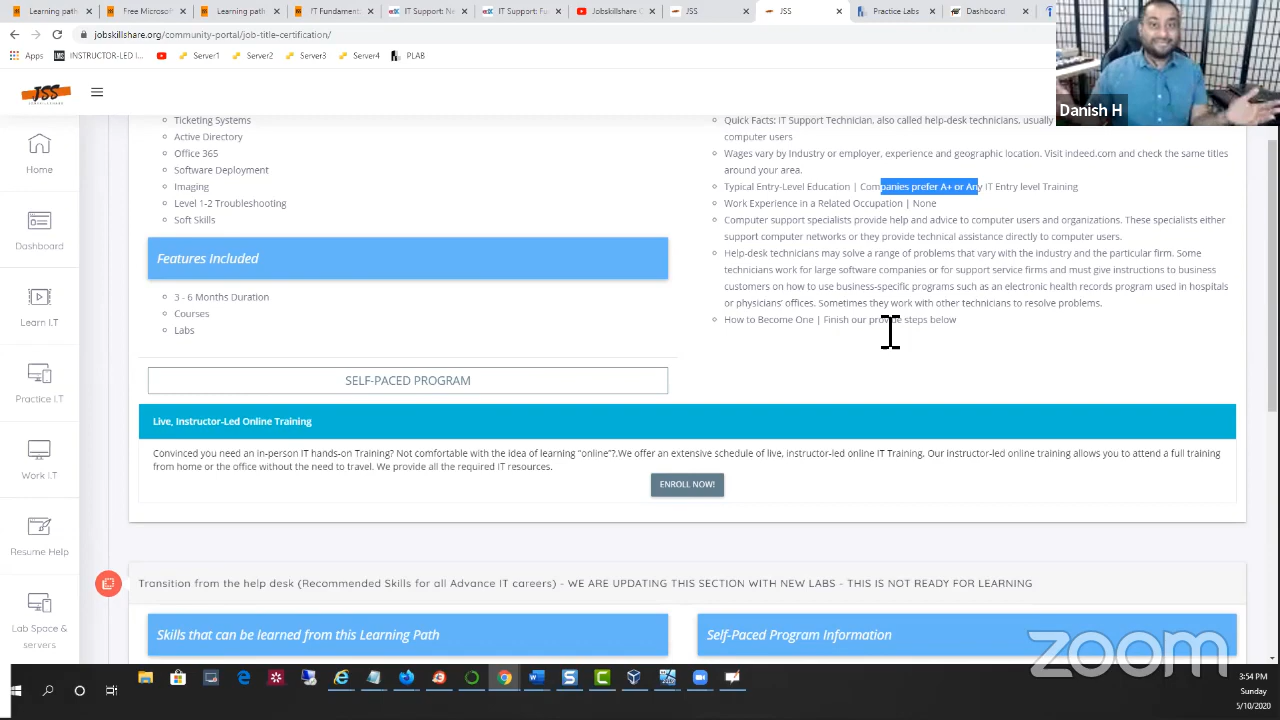 Learning path
Free Microsof
Learning path
I'T Fundament
IT Support: Ne
IT Support: Fu
Jobskillshare
JSS
JSS
Practice Labs
Dashboard
jobskillshare.org/community-portal/job-title-certification/
Apps
INSTRUCTOR-LED I...
Server1
Server2
Server3
Server4
PLAB
JSS
Danish H
Home
Dashboard
Learn I.T
Practice I.T
Work I.T
Resume Help
Lab Space &
servers
Ticketing Systems
Active Directory
Office 365
Software Deployment
Imaging
Level 1-2 Troubleshooting
Soft Skills
Features Included
3 - 6 Months Duration
Courses
Labs
SELF-PACED PROGRAM
Quick Facts: IT Support Technician, also called help-desk technicians, usually
computer users
Wages vary by Industry or employer, experience and geographic location. Visit indeed.com and check the same titles
around your area.
Typical Entry-Level Education | Companies prefer A+ or Any IT Entry level Training
Work Experience in a Related Occupation | None
Computer support specialists provide help and advice to computer users and organizations. These specialists either
support computer networks or they provide technical assistance directly to computer users.
Help-desk technicians may solve a range of problems that vary with the industry and the particular firm. Some
technicians work for large software companies or for support service firms and must give instructions to business
customers on how to use business-specific programs such as an electronic health records program used in hospitals
or physicians' offices. Sometimes they work with other technicians to resolve problems.
How to Become One | Finish our provide steps below
Live, Instructor-Led Online Training
Convinced you need an in-person IT hands-on Training? Not comfortable with the idea of learning "online"?.We offer an extensive schedule of live, instructor-led online IT Training. Our instructor-led online training allows you to attend a full training
from home or the office without the need to travel. We provide all the required IT resources.
ENROLL NOW!
Transition from the help desk (Recommended Skills for all Advance IT careers) - WE ARE UPDATING THIS SECTION WITH NEW LABS - THIS IS NOT READY FOR LEARNING
Skills that can be learned from this Learning Path
Self-Paced Program Information
zoom
3:54 PM
Sunday
5/10/2020